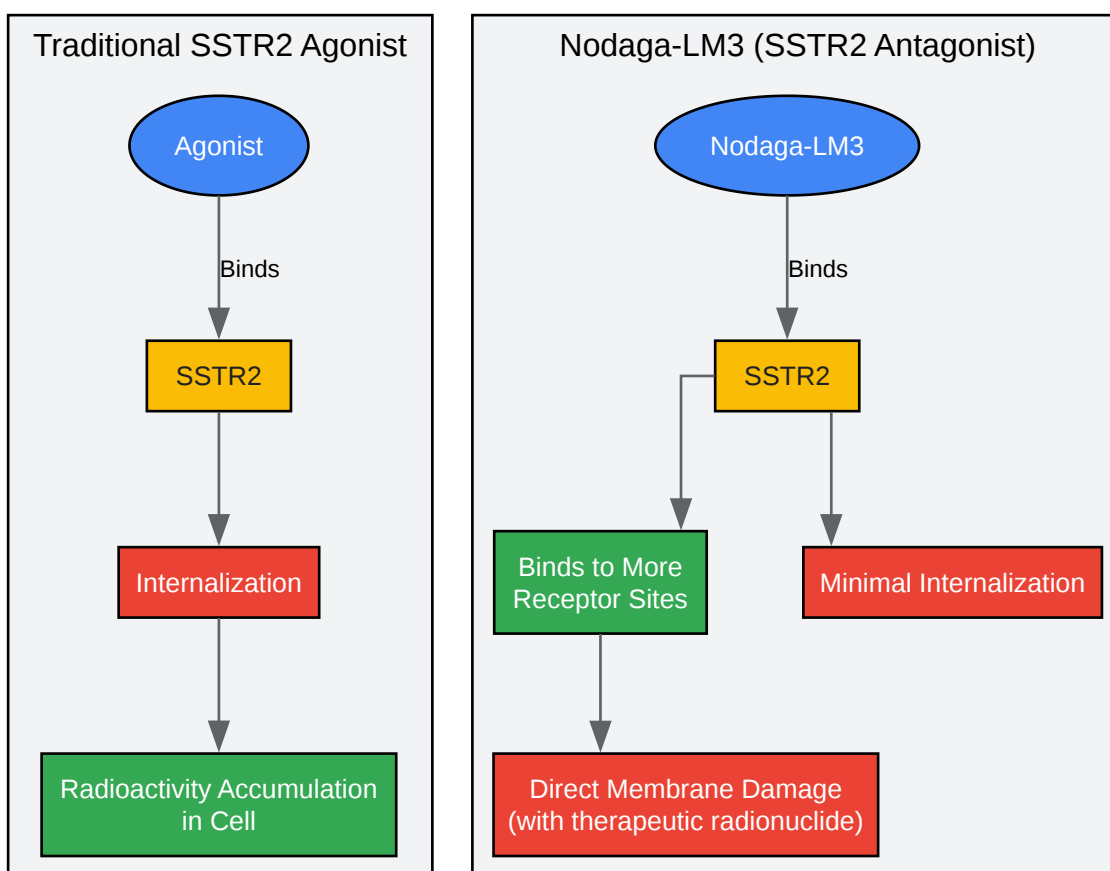 Traditional SSTR2 Agonist
Agonist
Binds
SSTR2
Internalization
Radioactivity Accumulation
in Cell
Nodaga-LM3 (SSTR2 Antagonist)
Nodaga-LM3
Binds
SSTR2
Binds to More
Receptor Sites
Minimal Internalization
Direct Membrane Damage
(with therapeutic radionuclide)